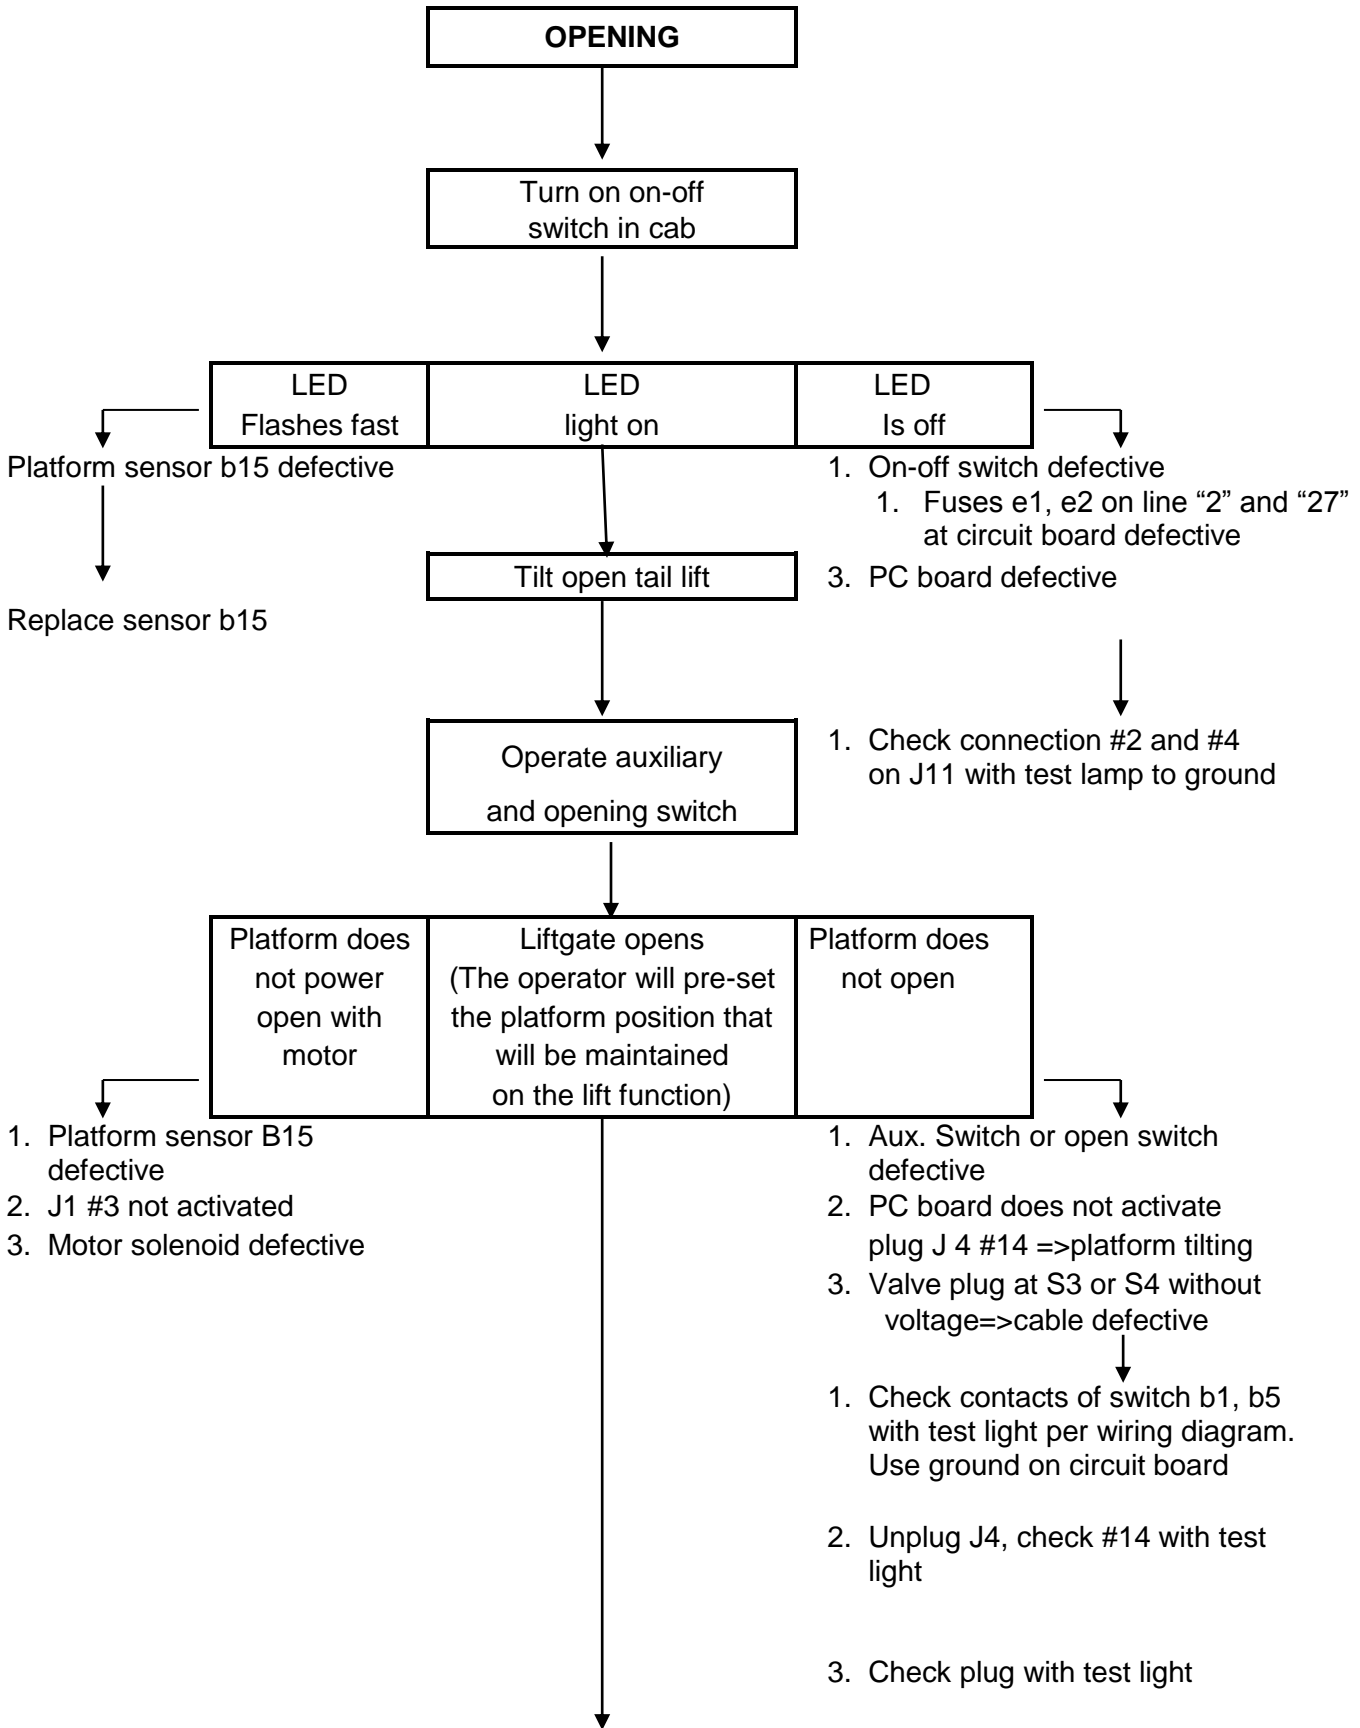 OPENING
Turn on on-off
switch in cab
LED
Flashes fast
LED
light on
LED
Is off
Platform sensor b15 defective
Replace sensor b15
1. On-off switch defective
1. Fuses e1, e2 on line “2” and “27”
at circuit board defective
3. PC board defective
Tilt open tail lift
1. Check connection #2 and #4
on J11 with test lamp to ground
Operate auxiliary
and opening switch
Platform does
not power
open with
motor
Liftgate opens
(The operator will pre-set
the platform position that
will be maintained
on the lift function)
Platform does
not open
1. Platform sensor B15
defective
2. J1 #3 not activated
3. Motor solenoid defective
1. Aux. Switch or open switch
defective
2. PC board does not activate
plug J 4 #14 =>platform tilting
3. Valve plug at S3 or S4 without
voltage=>cable defective
1. Check contacts of switch b1, b5
with test light per wiring diagram.
Use ground on circuit board
2. Unplug J4, check #14 with test
light
3. Check plug with test light